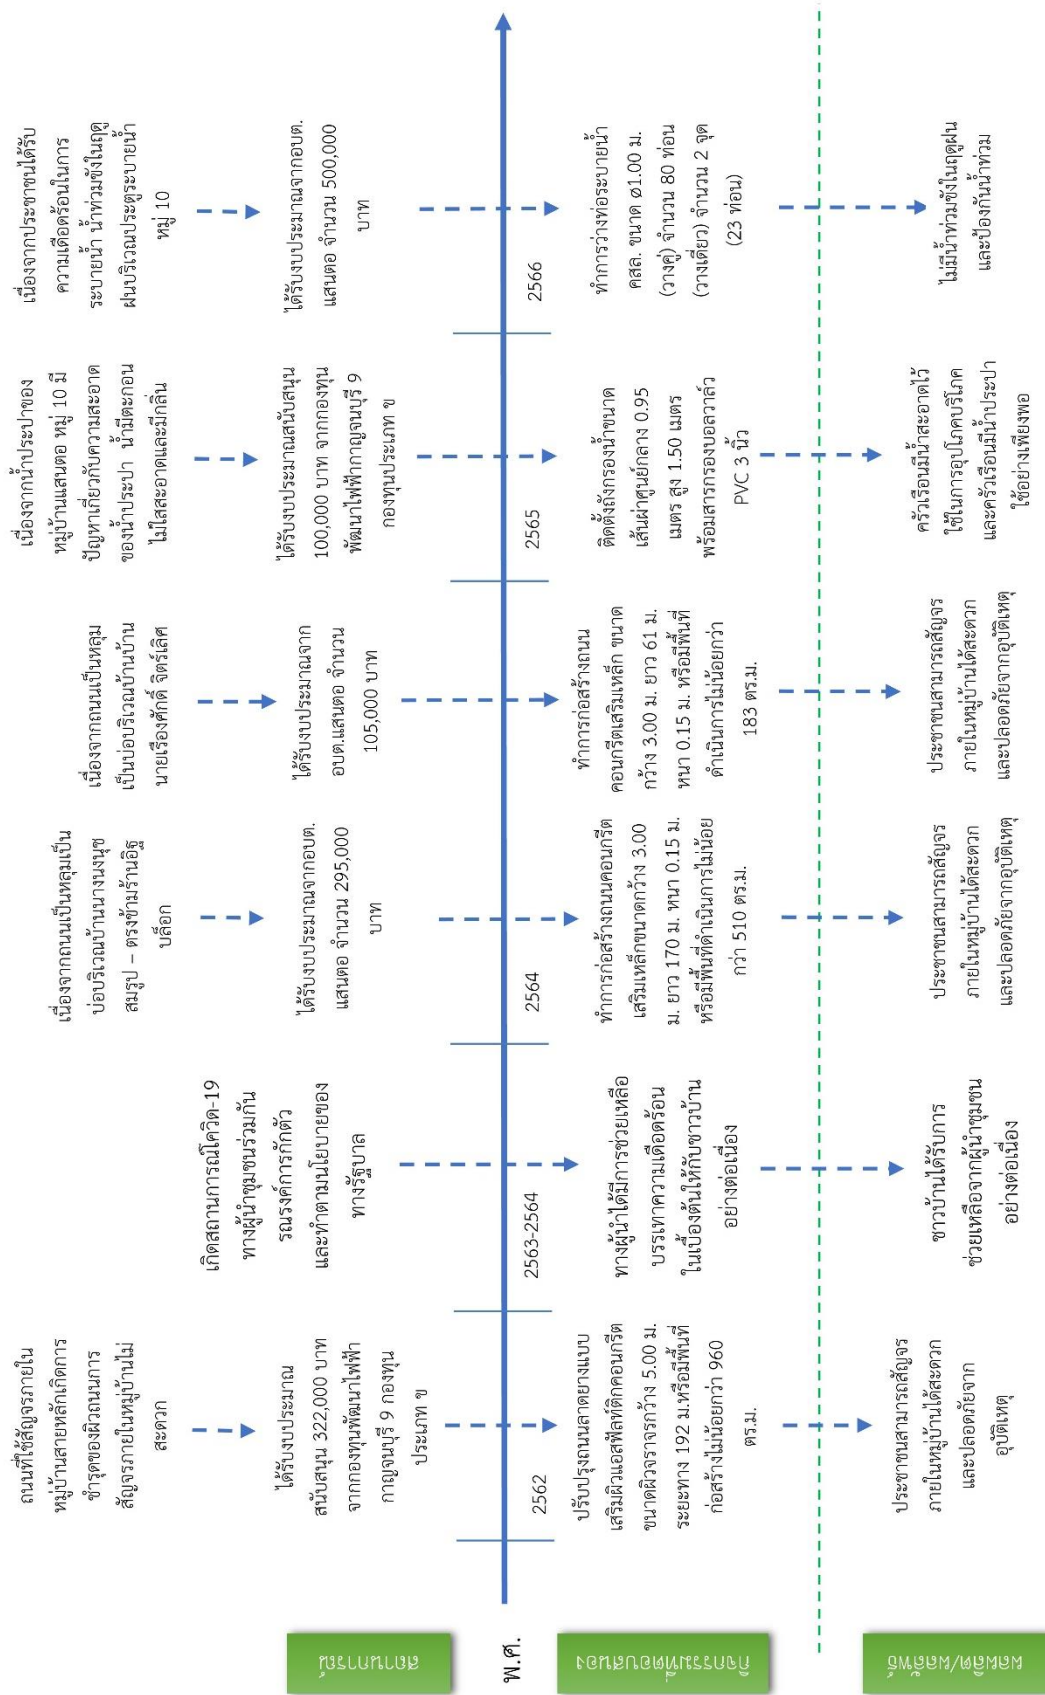 สถานการณ์
ถนนที่ใช้สัญจรภายใน
หมู่บ้านสายหลักเกิดการ
ชำรุดของผิวถนนการ
สัญจรภายในหมู่บ้านไม่
สะดวก
ได้รับงบประมาณ
สนับสนุน 322,000 บาท
จากกองทุนพัฒนาไฟฟ้า
กาญจนบุรี 9 กองทุน
ประเภท ข
เกิดสถานการณ์โควิด-19
ทางผู้นำชุมชนร่วมกัน
รณรงค์การกักตัว
และทำตามนโยบายของ
ทางรัฐบาล
เนื่องจากถนนเป็นหลุมเป็น
บ่อบริเวณบ้านนางนงนุช
สมรูป – ตรงข้ามร้านอิฐ
บล็อก
ได้รับงบประมาณจากอบต.
แสนตอ จำนวน 295,000
บาท
เนื่องจากถนนเป็นหลุม
เป็นบ่อบริเวณบ้านบ้าน
นายเรืองศักดิ์ จิตร์เลิศ
ได้รับงบประมาณจาก
อบต.แสนตอ จำนวน
105,000 บาท
เนื่องจากน้ำประปาของ
หมู่บ้านแสนตอ หมู่ 10 มี
ปัญหาเกี่ยวกับความสะอาด
ของน้ำประปา น้ำมีตะกอน
ไม่ใสสะอาดและมีกลิ่น
ได้รับงบประมาณสนับสนุน
100,000 บาท จากกองทุน
พัฒนาไฟฟ้ากาญจนบุรี 9
กองทุนประเภท ข
เนื่องจากประชาชนได้รับ
ความเดือดร้อนในการ
ระบายน้ำ น้ำท่วมขังในฤดู
ฝนบริเวณประตูระบายน้ำ
หมู่ 10
ได้รับงบประมาณจากอบต.
แสนตอ จำนวน 500,000
บาท
พ.ศ.
2562
2563-2564
2564
2565
2566
กิจกรรมที่ตอบสนอง
ปรับปรุงถนนลาดยางแบบ
เสริมผิวแอสฟัลท์ติกคอนกรีต
ขนาดผิวจราจรกว้าง 5.00 ม.
ระยะทาง 192 ม.หรือมีพื้นที่
ก่อสร้างไม่น้อยกว่า 960
ตร.ม.
ทางผู้นำได้มีการช่วยเหลือ
บรรเทาความเดือดร้อน
ในเบื้องต้นให้กับชาวบ้าน
อย่างต่อเนื่อง
ทำการก่อสร้างถนนคอนกรีต
เสริมเหล็กขนาดกว้าง 3.00
ม. ยาว 170 ม. หนา 0.15 ม.
หรือมีพื้นที่ดำเนินการไม่น้อย
กว่า 510 ตร.ม.
ทำการก่อสร้างถนน
คอนกรีตเสริมเหล็ก ขนาด
กว้าง 3.00 ม. ยาว 61 ม.
หนา 0.15 ม. หรือมีพื้นที่
ดำเนินการไม่น้อยกว่า
183 ตร.ม.
ติดตั้งถังกรองน้ำขนาด
เส้นผ่าศูนย์กลาง 0.95
เมตร สูง 1.50 เมตร
พร้อมสารกรองบอลวาล์ว
PVC 3 นิ้ว
ทำการว่างท่อระบายน้ำ
คสล. ขนาด ø1.00 ม.
(วางคู่) จำนวน 80 ท่อน
(วางเดี่ยว) จำนวน 2 จุด
(23 ท่อน)
ผลผลิต/ผลลัพธ์
ประชาชนสามารถสัญจร
ภายในหมู่บ้านได้สะดวก
และปลอดภัยจาก
อุบัติเหตุ
ชาวบ้านได้รับการ
ช่วยเหลือจากผู้นำชุมชน
อย่างต่อเนื่อง
ประชาชนสามารถสัญจร
ภายในหมู่บ้านได้สะดวก
และปลอดภัยจากอุบัติเหตุ
ประชาชนสามารถสัญจร
ภายในหมู่บ้านได้สะดวก
และปลอดภัยจากอุบัติเหตุ
ครัวเรือนมีน้ำสะอาดไว้
ใช้ในการอุปโภคบริโภค
และครัวเรือนมีน้ำประปา
ใช้อย่างเพียงพอ
ไม่มีน้ำท่วมขังในฤดูฝน
และป้องกันน้ำท่วม